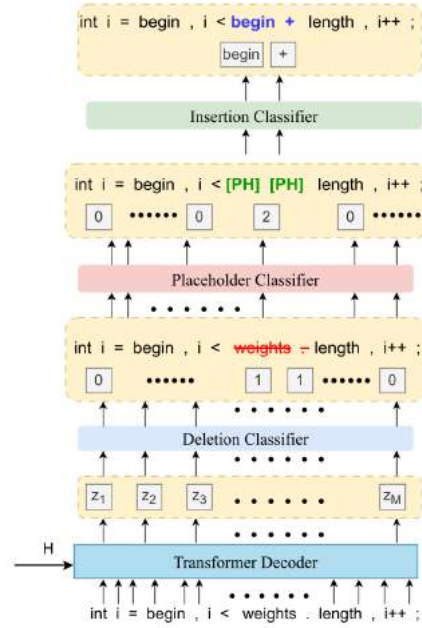 int i = begin , i < begin + length , i++ ;
begin +
Insertion Classifier
int i = begin , i < [PH] [PH] length , i++ ;
0 •••••• 0 2 0 ••••••
Placeholder Classifier
int i = begin , i < weights . length , i++ ;
0 •••••• 1 1 •••••• 0
Deletion Classifier
z1 z2 z3 zM
H
Transformer Decoder
int i = begin , i < weights . length , i++ ;